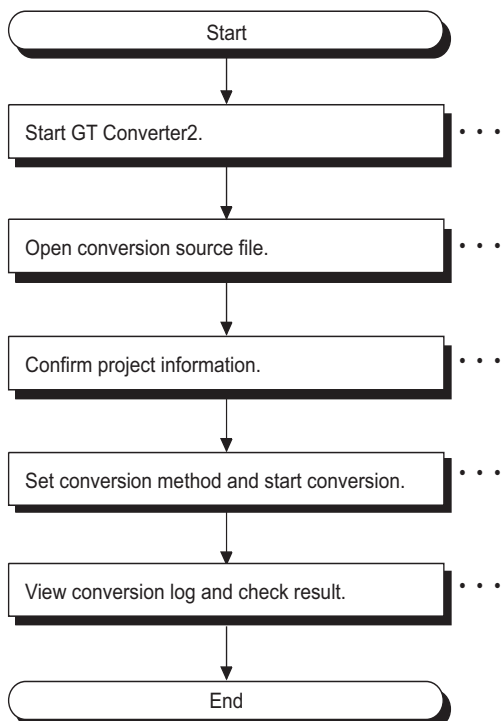 Start
Start GT Converter2. • • •
Open conversion source file. • • •
Confirm project information. • • •
Set conversion method and start conversion. • • •
View conversion log and check result. • • •
End